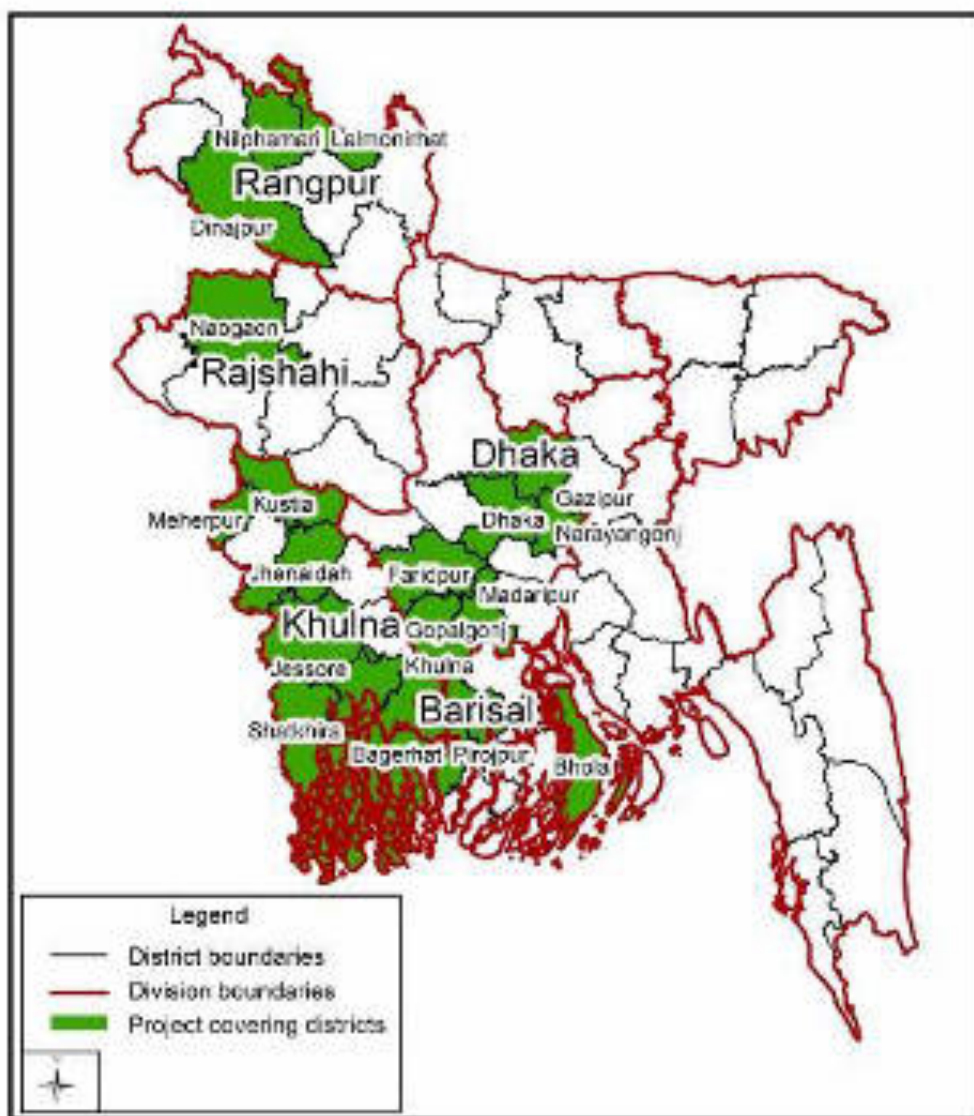 Nilphamari Lalmonirhat
Rangpur
Dinajpur
Naogaon
Rajshahi
Dhaka
Kustia
Gazipur
Meherpur
Dhaka
Narayangonj
Jhenaidah
Faridpur
Madaripur
Khulna
Gopalgonj
Jessore
Khulna
Barisal
Shatkhira
Bagerhat
Pirojpur
Bhola
Legend
District boundaries
Division boundaries
Project covering districts